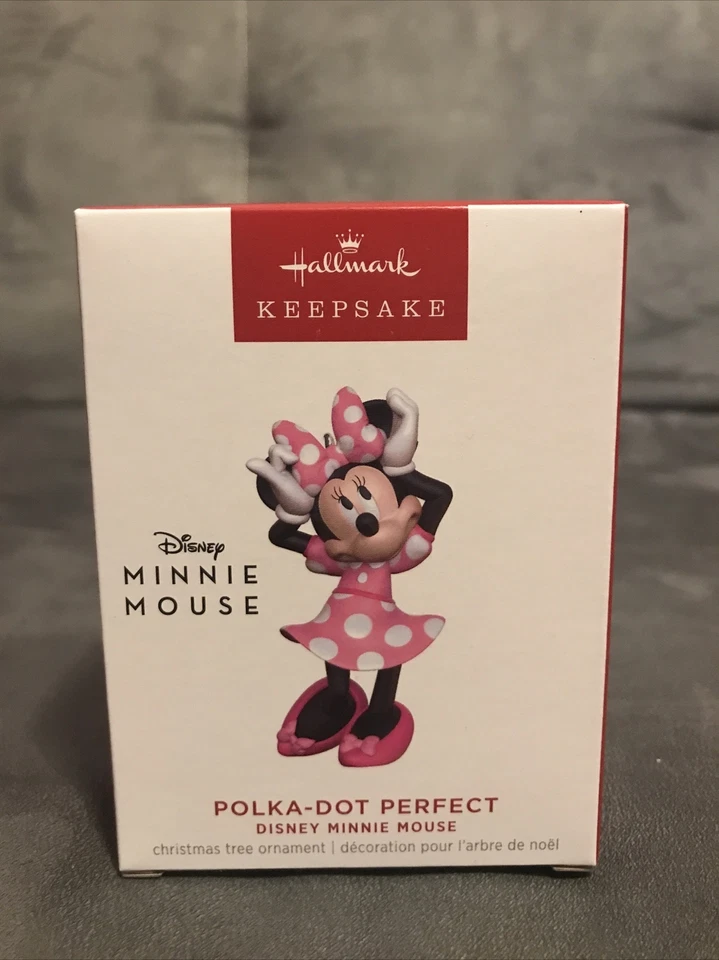 Hallmark
KEEPSAKE
Disney
MINNIE
MOUSE
POLKA-DOT PERFECT
DISNEY MINNIE MOUSE
christmas tree ornament | décoration pour l'arbre de noël